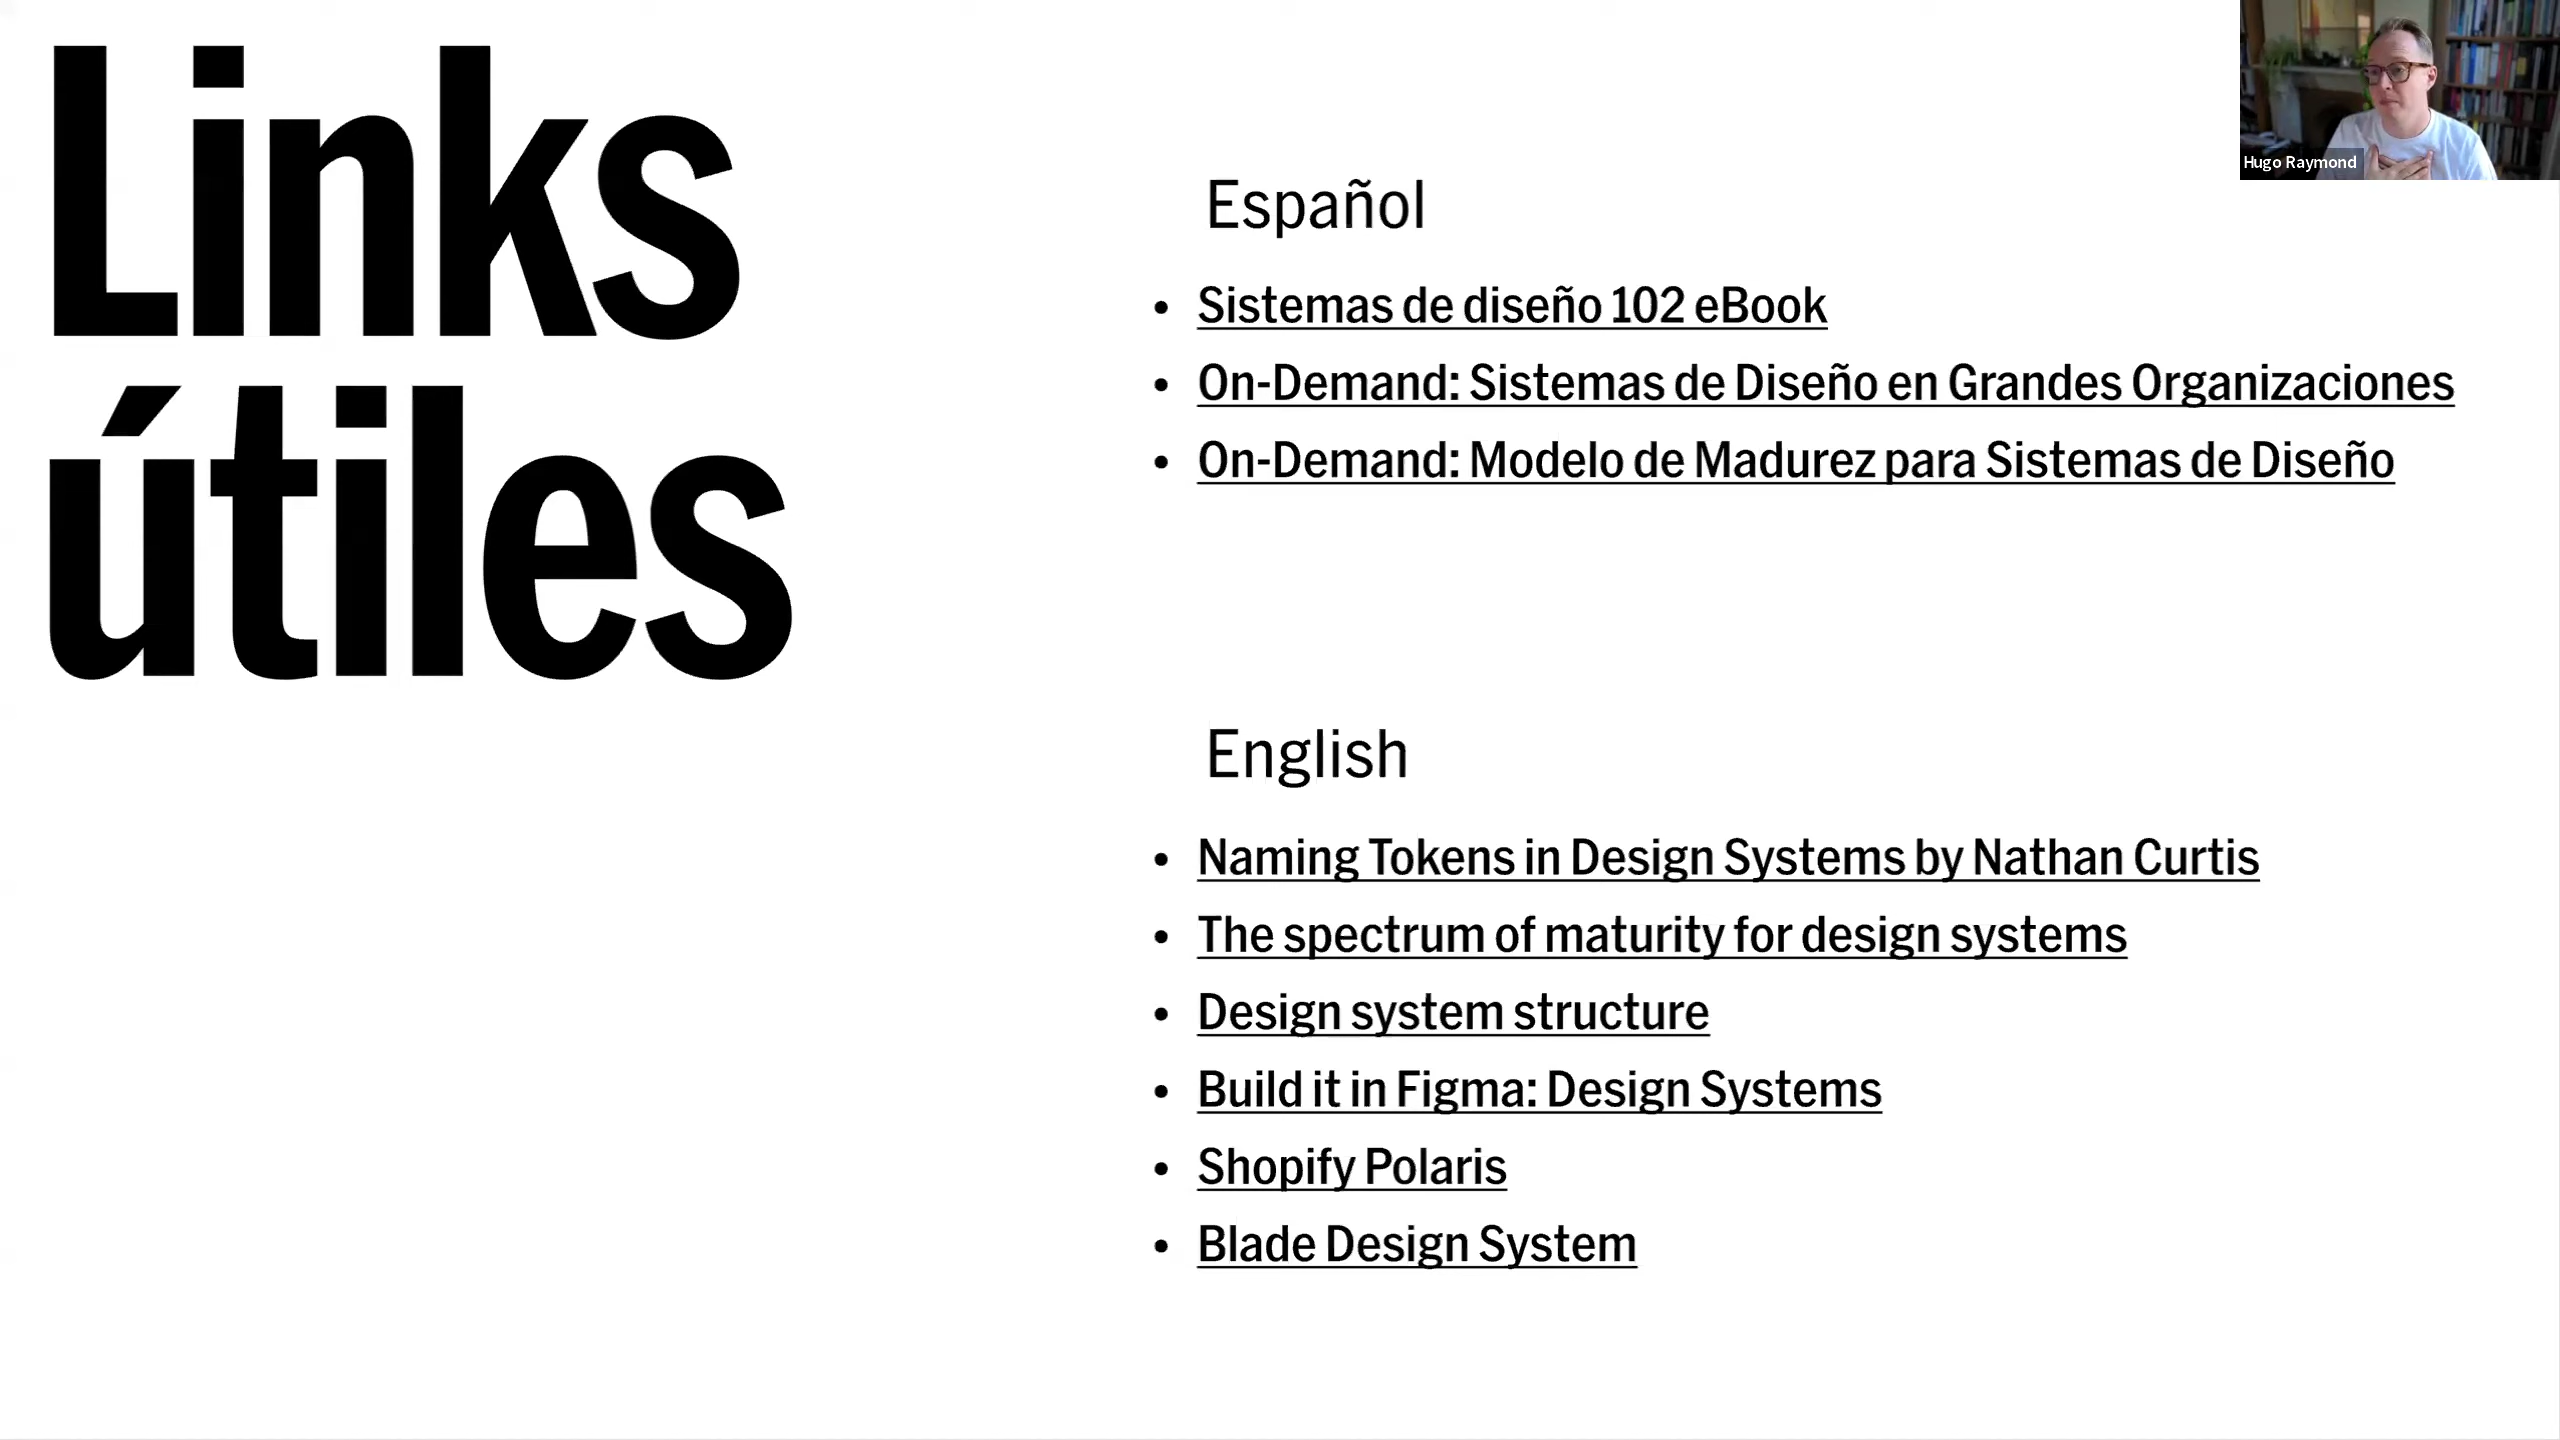 Links
útiles
Hugo Raymond
Español
• Sistemas de diseño 102 eBook
• On-Demand: Sistemas de Diseño en Grandes Organizaciones
• On-Demand: Modelo de Madurez para Sistemas de Diseño
English
• Naming Tokens in Design Systems by Nathan Curtis
• The spectrum of maturity for design systems
• Design system structure
• Build it in Figma: Design Systems
• Shopify Polaris
• Blade Design System